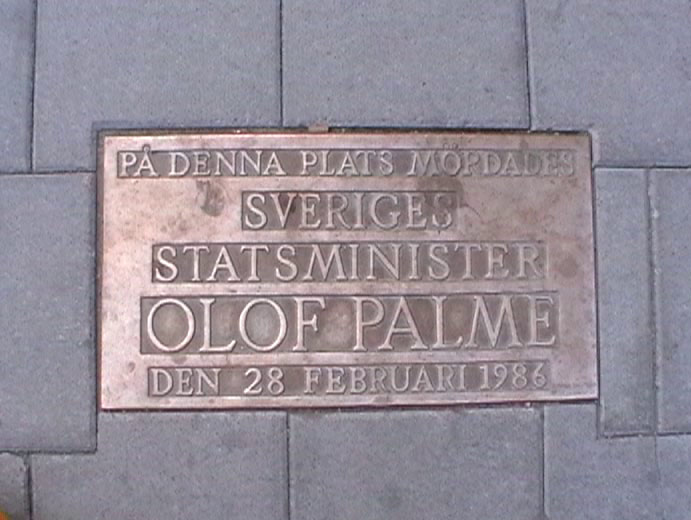 PÅ DENNA PLATS MÖRDADES
SVERIGES
STATSMINISTER
OLOF PALME
DEN 28 FEBRUARI 1986